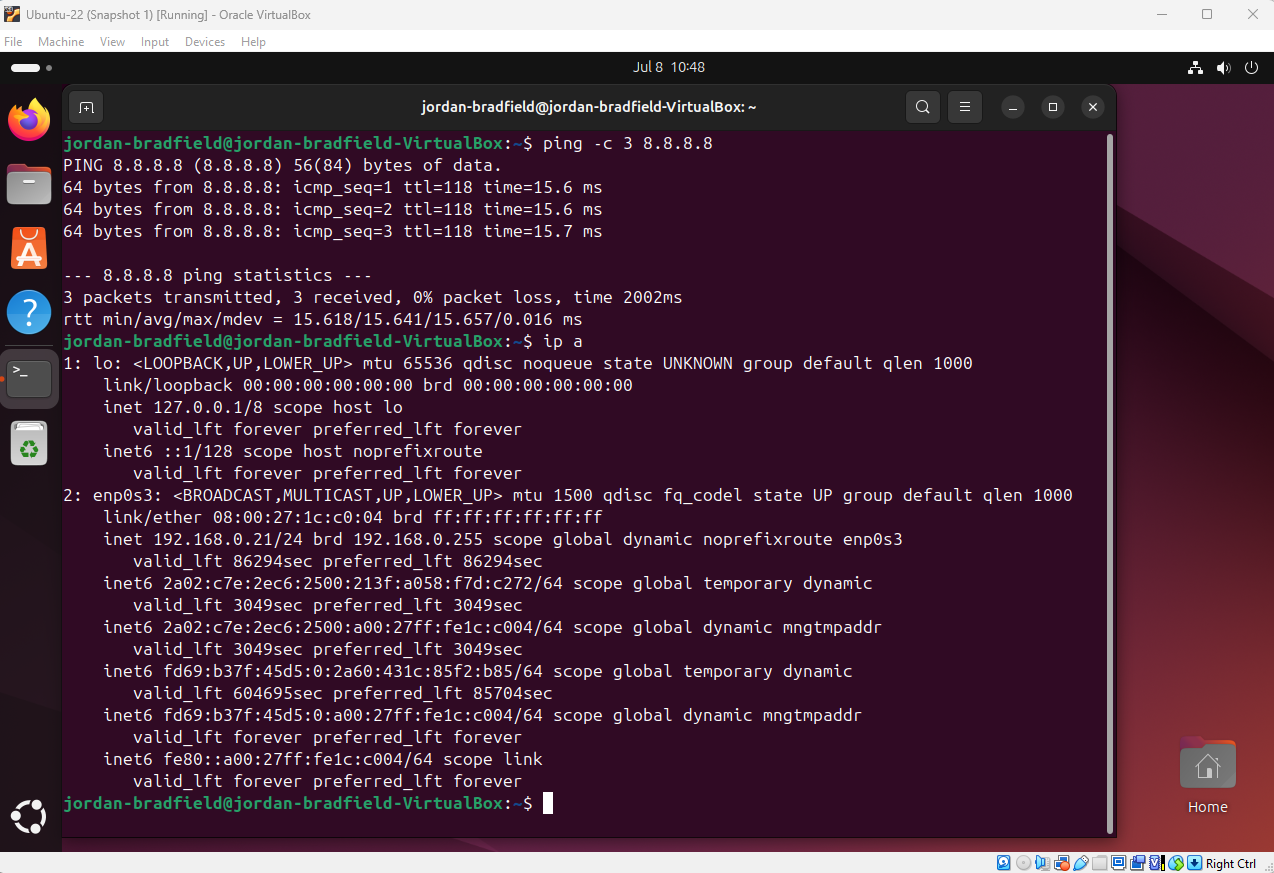 Ubuntu-22 (Snapshot 1) [Running] - Oracle VirtualBox
File Machine View Input Devices Help
Jul 8 10:48
jordan-bradfield@jordan-bradfield-VirtualBox: ~
jordan-bradfield@jordan-bradfield-VirtualBox:~$ ping -c 3 8.8.8.8
PING 8.8.8.8 (8.8.8.8) 56(84) bytes of data.
64 bytes from 8.8.8.8: icmp_seq=1 ttl=118 time=15.6 ms
64 bytes from 8.8.8.8: icmp_seq=2 ttl=118 time=15.6 ms
64 bytes from 8.8.8.8: icmp_seq=3 ttl=118 time=15.7 ms
--- 8.8.8.8 ping statistics ---
3 packets transmitted, 3 received, 0% packet loss, time 2002ms
rtt min/avg/max/mdev = 15.618/15.641/15.657/0.016 ms
jordan-bradfield@jordan-bradfield-VirtualBox:~$ ip a
1: lo: <LOOPBACK,UP,LOWER_UP> mtu 65536 qdisc noqueue state UNKNOWN group default qlen 1000
    link/loopback 00:00:00:00:00:00 brd 00:00:00:00:00:00
    inet 127.0.0.1/8 scope host lo
       valid_lft forever preferred_lft forever
    inet6 ::1/128 scope host noprefixroute
       valid_lft forever preferred_lft forever
2: enp0s3: <BROADCAST,MULTICAST,UP,LOWER_UP> mtu 1500 qdisc fq_codel state UP group default qlen 1000
    link/ether 08:00:27:1c:c0:04 brd ff:ff:ff:ff:ff:ff
    inet 192.168.0.21/24 brd 192.168.0.255 scope global dynamic noprefixroute enp0s3
       valid_lft 86294sec preferred_lft 86294sec
    inet6 2a02:c7e:2ec6:2500:213f:a058:f7d:c272/64 scope global temporary dynamic
       valid_lft 3049sec preferred_lft 3049sec
    inet6 2a02:c7e:2ec6:2500:a00:27ff:fe1c:c004/64 scope global dynamic mngtmpaddr
       valid_lft 3049sec preferred_lft 3049sec
    inet6 fd69:b37f:45d5:0:2a60:431c:85f2:b85/64 scope global temporary dynamic
       valid_lft 604695sec preferred_lft 85704sec
    inet6 fd69:b37f:45d5:0:a00:27ff:fe1c:c004/64 scope global dynamic mngtmpaddr
       valid_lft forever preferred_lft forever
    inet6 fe80::a00:27ff:fe1c:c004/64 scope link
       valid_lft forever preferred_lft forever
jordan-bradfield@jordan-bradfield-VirtualBox:~$
Home
Right Ctrl